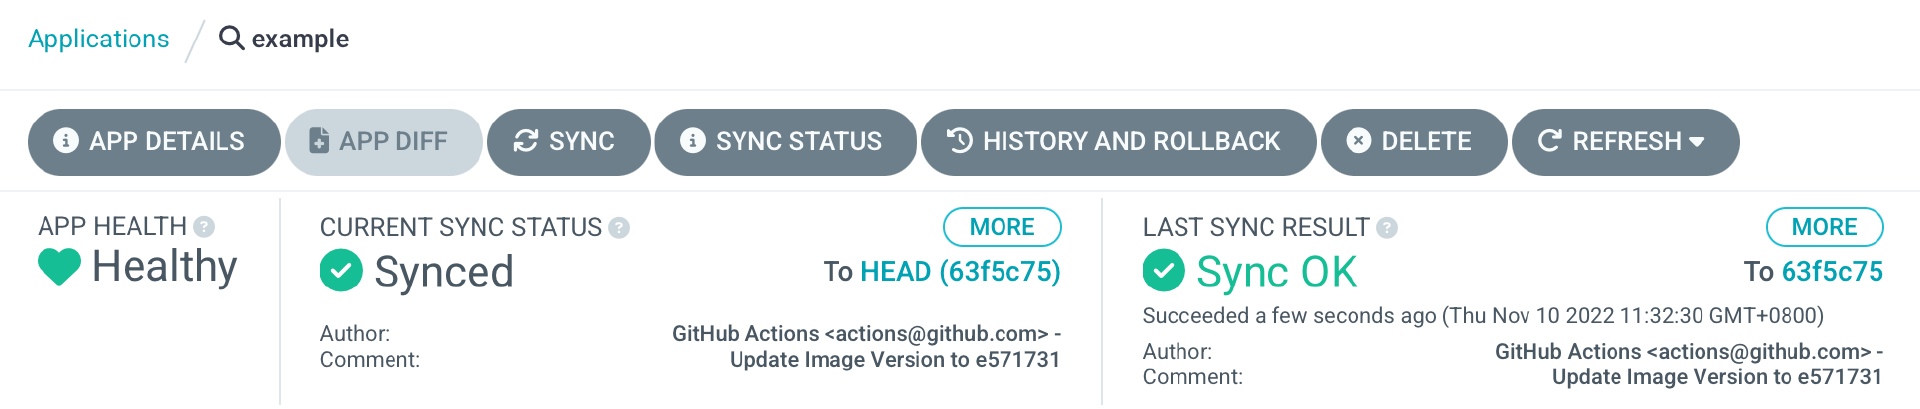 Applications / example
APP DETAILS APP DIFF SYNC SYNC STATUS HISTORY AND ROLLBACK DELETE REFRESH
APP HEALTH ?
Healthy
CURRENT SYNC STATUS ? MORE
Synced To HEAD (63f5c75)
Author: GitHub Actions <actions@github.com> -
Comment: Update Image Version to e571731
LAST SYNC RESULT ? MORE
Sync OK To 63f5c75
Succeeded a few seconds ago (Thu Nov 10 2022 11:32:30 GMT+0800)
Author: GitHub Actions <actions@github.com> -
Comment: Update Image Version to e571731